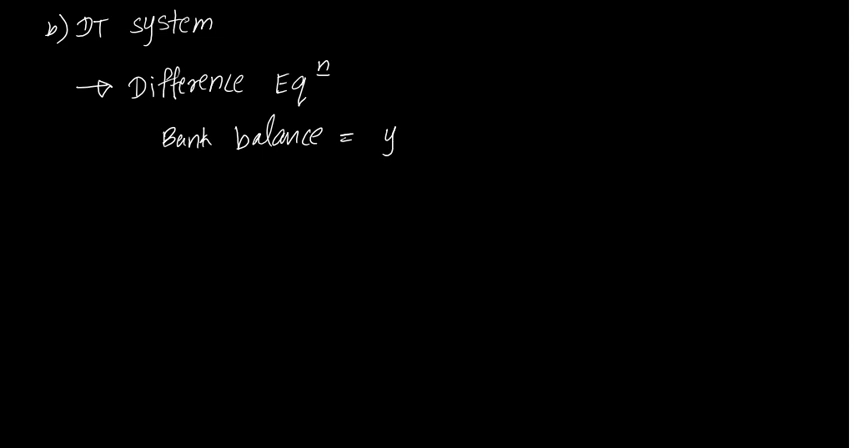 b) DT system
→ Difference Eqⁿ
Bank balance = y